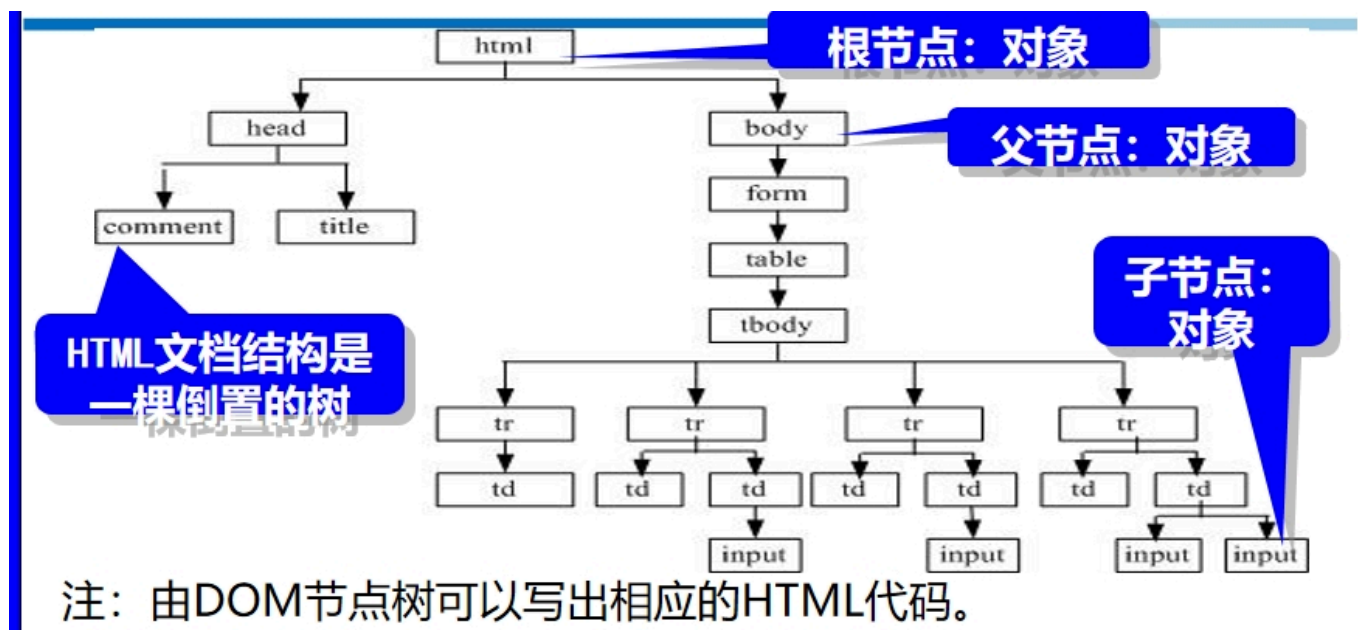 html
根节点：对象
head
body
父节点：对象
form
comment
title
table
子节点：
对象
tbody
HTML文档结构是
一棵倒置的树
tr
tr
tr
tr
td
td
td
td
td
td
td
input
input
input
input
注：由DOM节点树可以写出相应的HTML代码。